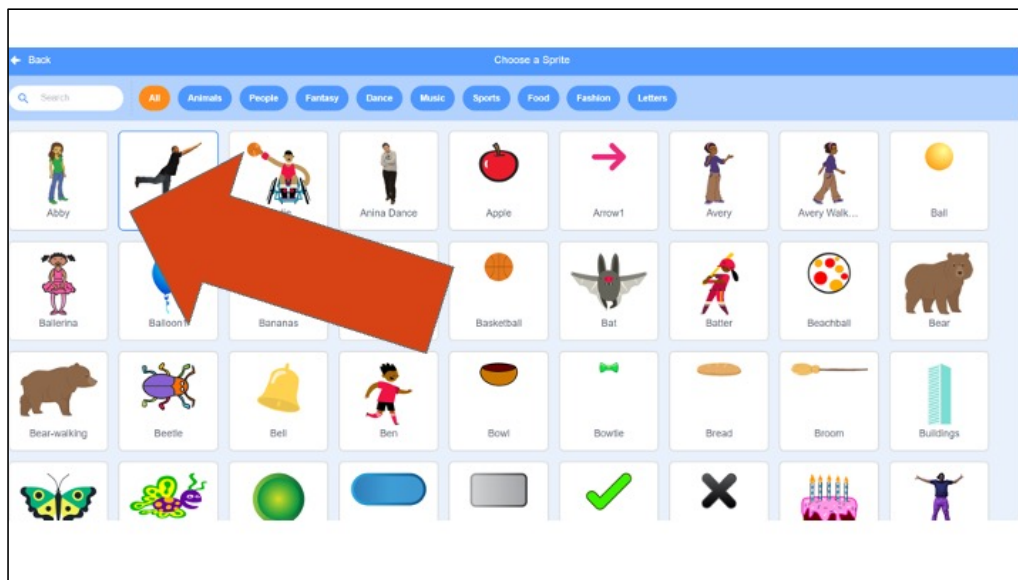 Back
Choose a Sprite
Search
All Animals People Fantasy Dance Music Sports Food Fashion Letters
Abby Anina Dance Apple Arrow1 Avery Avery Walk... Ball
Ballerina Balloon1 Bananas Basketball Bat Batter Beachball Bear
Bear-walking Beetle Bell Ben Bowl Bowtie Bread Broom Buildings